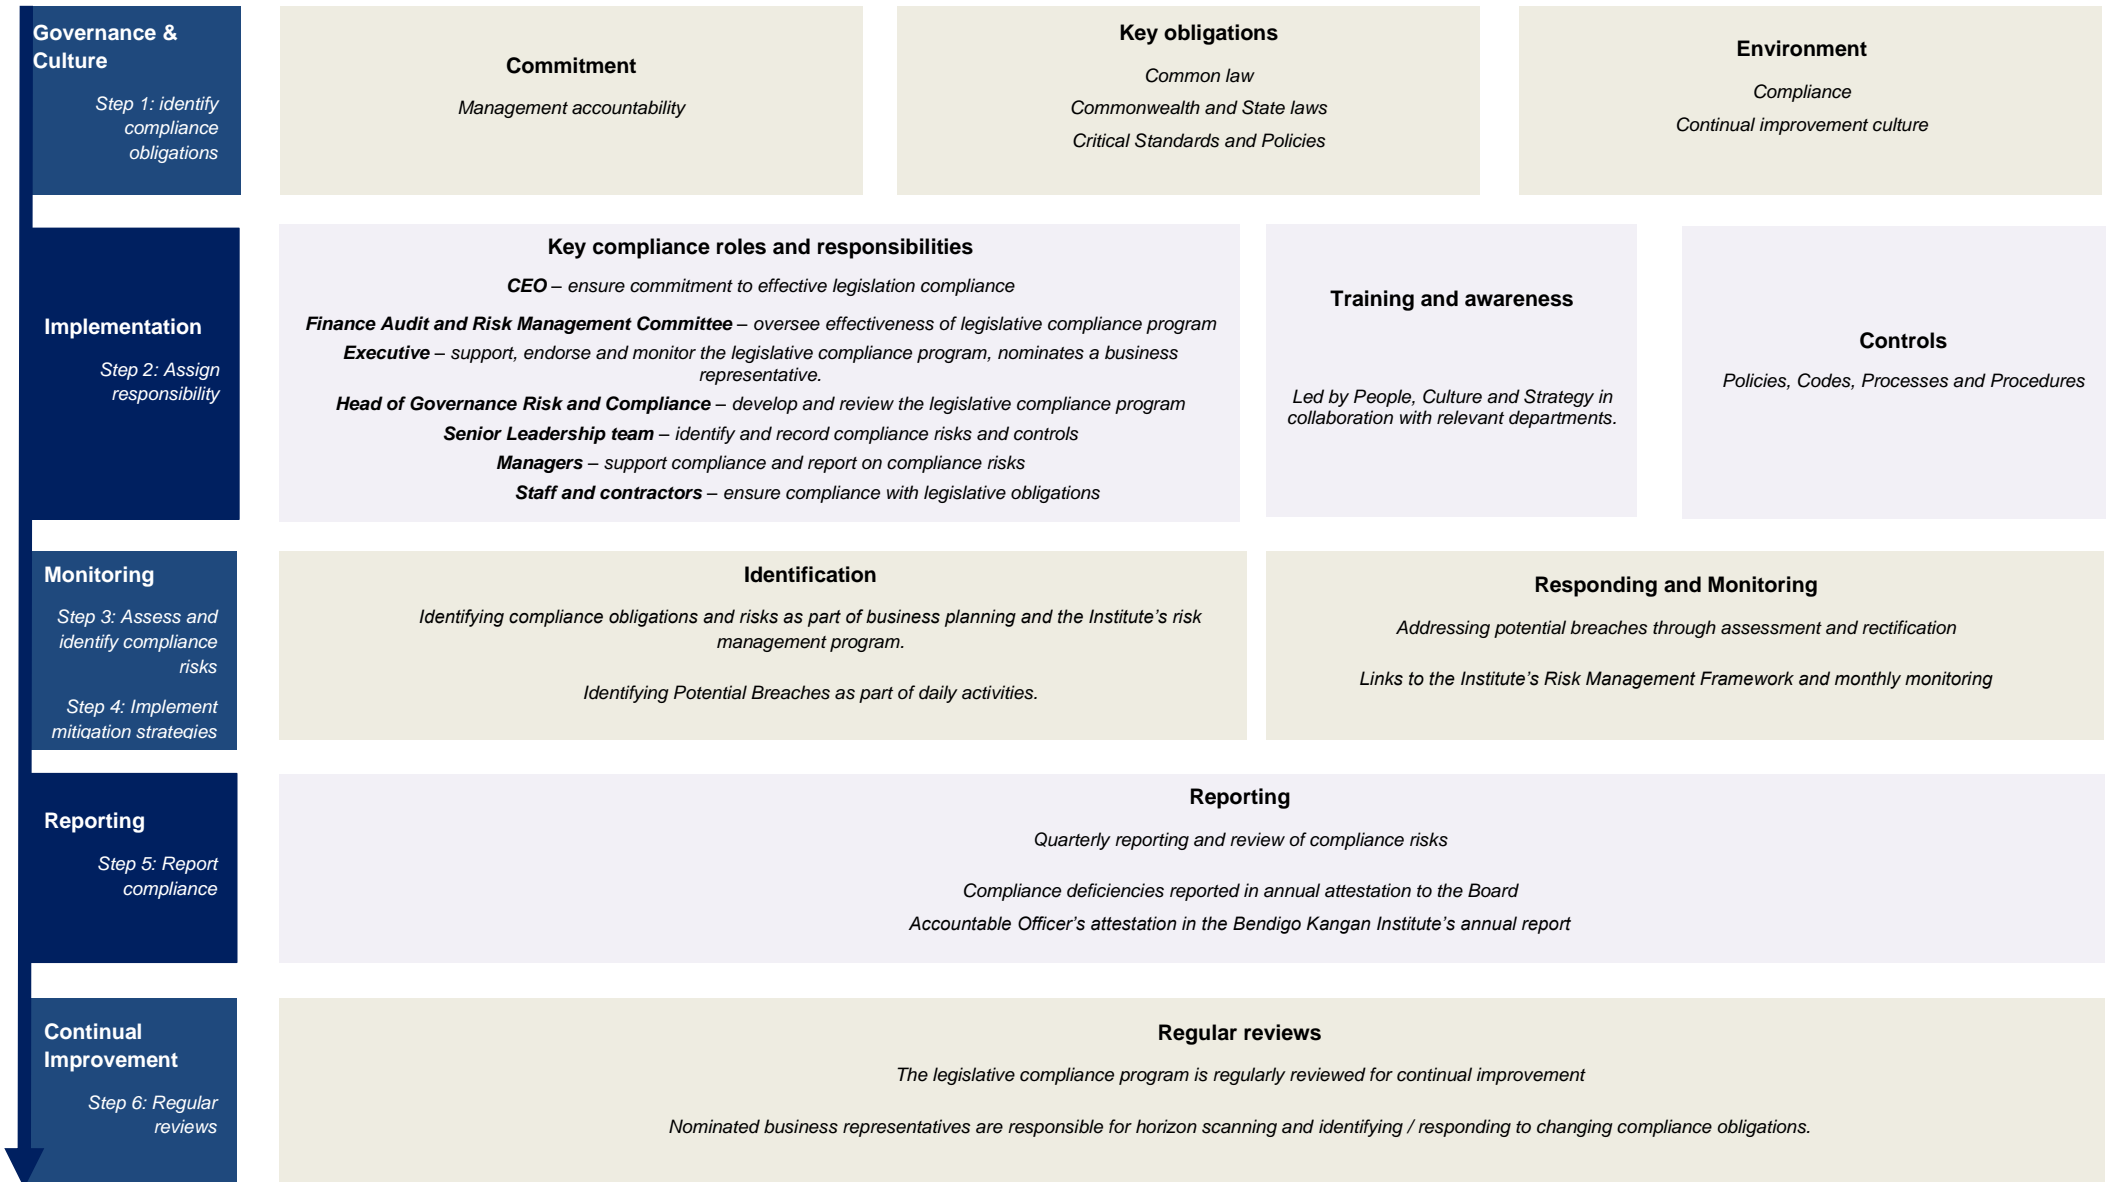 Governance &
Culture
Step 1: identify
compliance
obligations
Commitment
Management accountability
Key obligations
Common law
Commonwealth and State laws
Critical Standards and Policies
Environment
Compliance
Continual improvement culture
Implementation
Step 2: Assign
responsibility
Key compliance roles and responsibilities
CEO – ensure commitment to effective legislation compliance
Finance Audit and Risk Management Committee – oversee effectiveness of legislative compliance program
Executive – support, endorse and monitor the legislative compliance program, nominates a business
representative.
Head of Governance Risk and Compliance – develop and review the legislative compliance program
Senior Leadership team – identify and record compliance risks and controls
Managers – support compliance and report on compliance risks
Staff and contractors – ensure compliance with legislative obligations
Training and awareness
Led by People, Culture and Strategy in
collaboration with relevant departments.
Controls
Policies, Codes, Processes and Procedures
Monitoring
Step 3: Assess and
identify compliance
risks
Step 4: Implement
mitigation strategies
Identification
Identifying compliance obligations and risks as part of business planning and the Institute’s risk
management program.
Identifying Potential Breaches as part of daily activities.
Responding and Monitoring
Addressing potential breaches through assessment and rectification
Links to the Institute’s Risk Management Framework and monthly monitoring
Reporting
Step 5: Report
compliance
Reporting
Quarterly reporting and review of compliance risks
Compliance deficiencies reported in annual attestation to the Board
Accountable Officer’s attestation in the Bendigo Kangan Institute’s annual report
Continual
Improvement
Step 6: Regular
reviews
Regular reviews
The legislative compliance program is regularly reviewed for continual improvement
Nominated business representatives are responsible for horizon scanning and identifying / responding to changing compliance obligations.